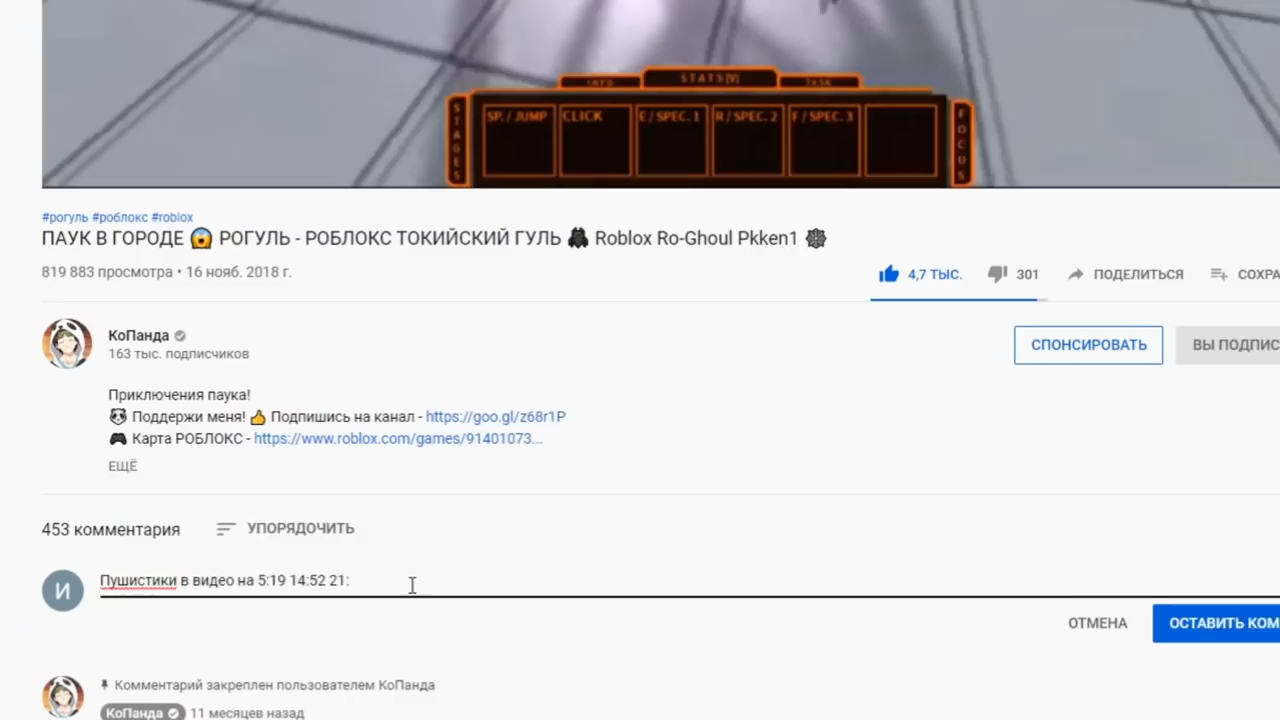 INFO
STATS[V]
TASK
STAGES
SP./JUMP
CLICK
E/SPEC.1
R/SPEC.2
F/SPEC.3
FOCUS
#рогуль #роблокс #roblox
ПАУК В ГОРОДЕ 😱 РОГУЛЬ - РОБЛОКС ТОКИЙСКИЙ ГУЛЬ 🕷 Roblox Ro-Ghoul Pkken1 🕸
819 883 просмотра • 16 нояб. 2018 г.
4,7 ТЫС.
301
ПОДЕЛИТЬСЯ
СОХРА
КоПанда
163 тыс. подписчиков
СПОНСИРОВАТЬ
ВЫ ПОДПИС
Приключения паука!
🐼 Поддержи меня! 👍 Подпишись на канал - https://goo.gl/z68r1P
🎮 Карта РОБЛОКС - https://www.roblox.com/games/91401073...
ЕЩЁ
453 комментария
УПОРЯДОЧИТЬ
И
Пушистики в видео на 5:19 14:52 21:
ОТМЕНА
ОСТАВИТЬ КОМ
Комментарий закреплен пользователем КоПанда
КоПанда 11 месяцев назад